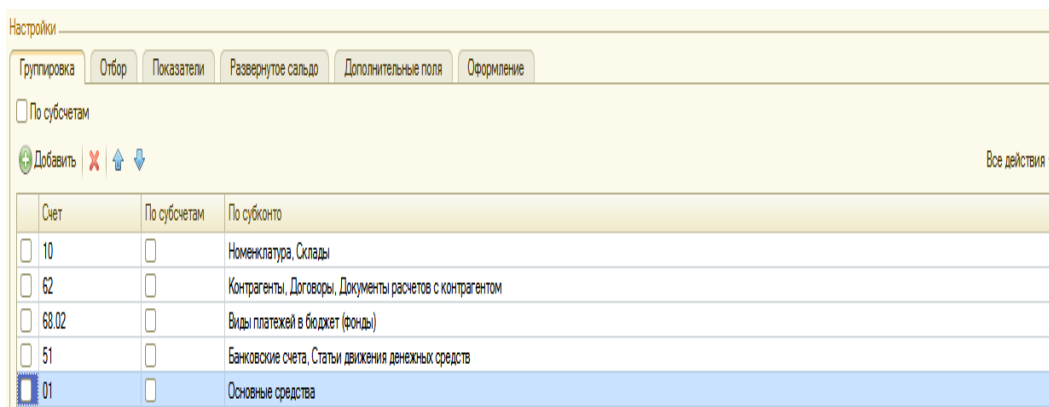 Настройки
Группировка Отбор Показатели Развернутое сальдо Дополнительные поля Оформление
По субсчетам
Добавить Все действия
Счет По субсчетам По субконто
10 Номенклатура, Склады
62 Контрагенты, Договоры, Документы расчетов с контрагентом
68.02 Виды платежей в бюджет (фонды)
51 Банковские счета, Статьи движения денежных средств
01 Основные средства